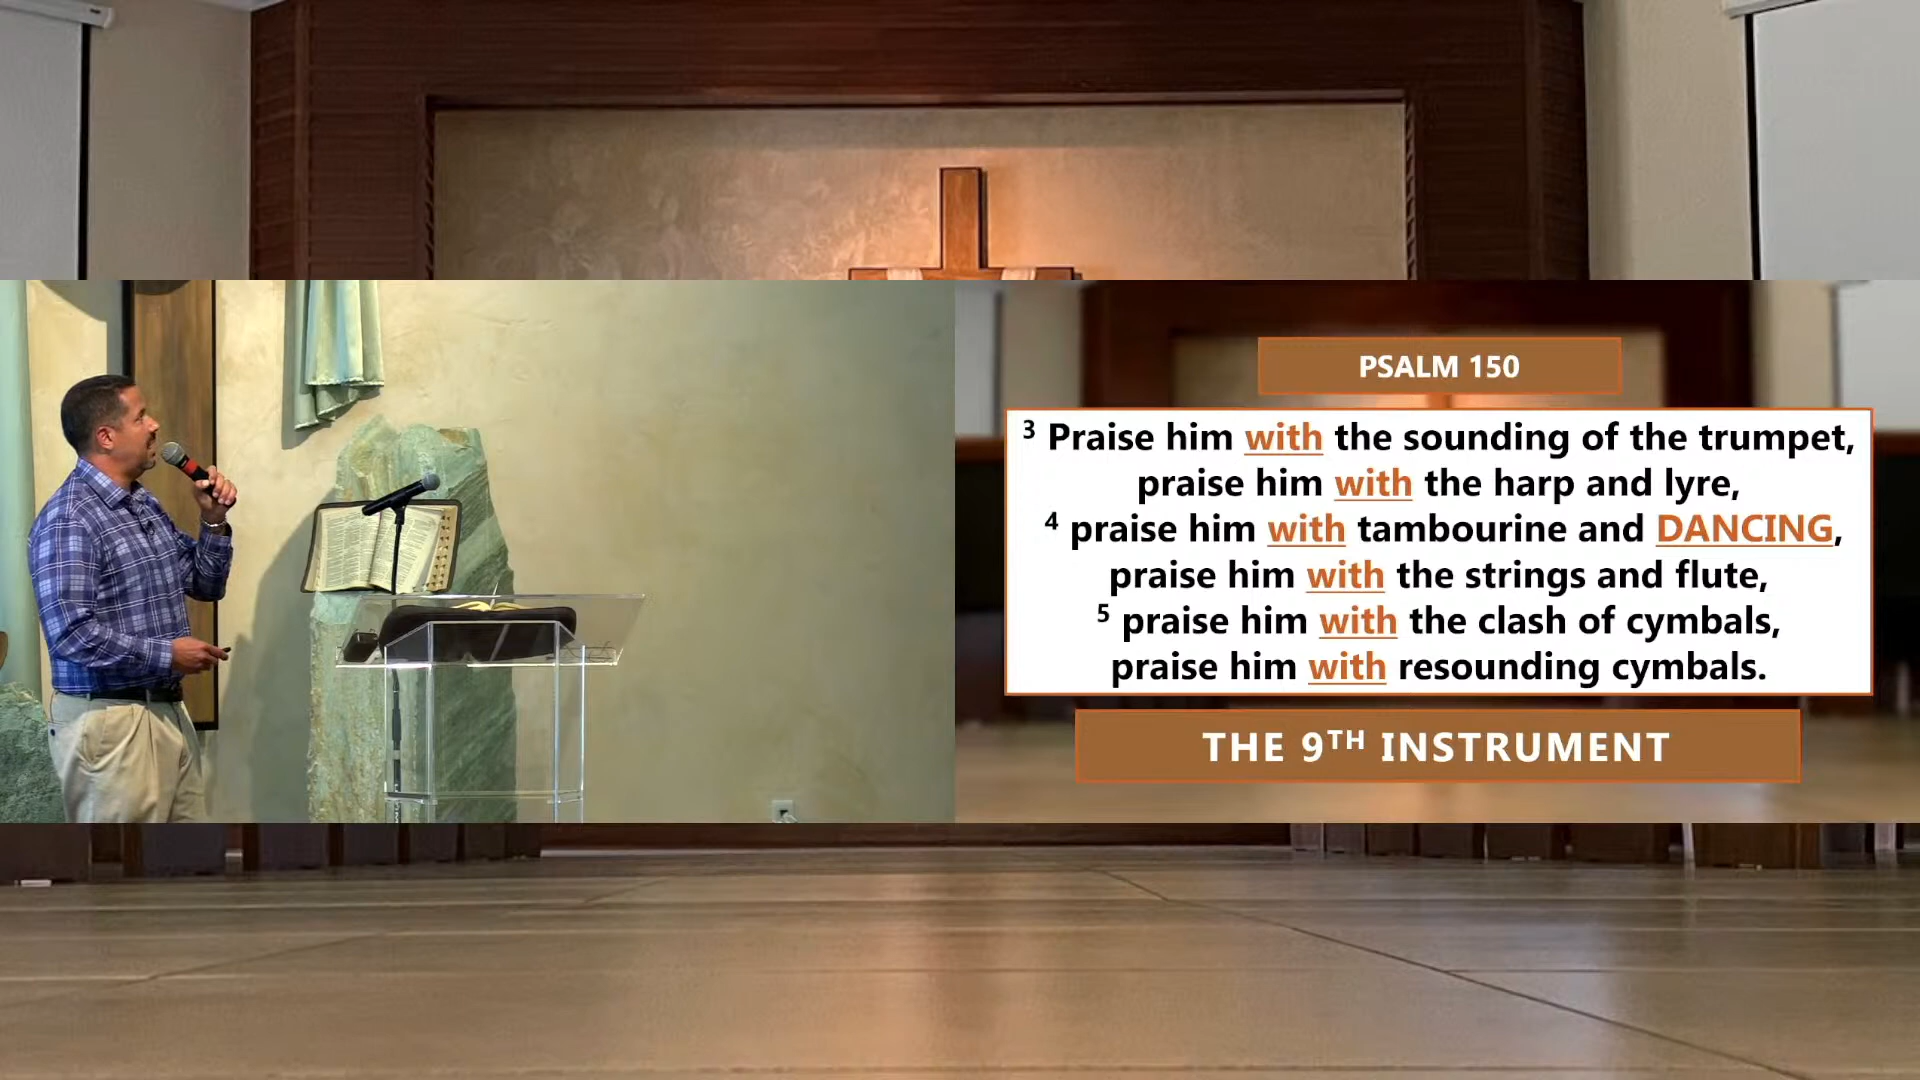 PSALM 150
3 Praise him with the sounding of the trumpet,
praise him with the harp and lyre,
4 praise him with tambourine and DANCING,
praise him with the strings and flute,
5 praise him with the clash of cymbals,
praise him with resounding cymbals.
THE 9TH INSTRUMENT